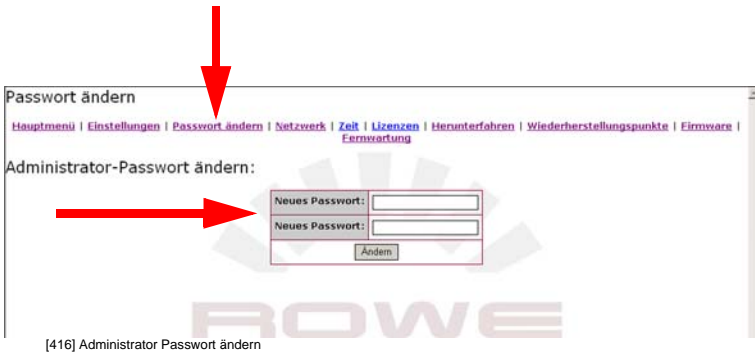 Passwort ändern
Hauptmenü | Einstellungen | Passwort ändern | Netzwerk | Zeit | Lizenzen | Herunterfahren | Wiederherstellungspunkte | Firmware |
Fernwartung
Administrator-Passwort ändern:
Neues Passwort:
Neues Passwort:
Ändern
ROWE
[416] Administrator Passwort ändern